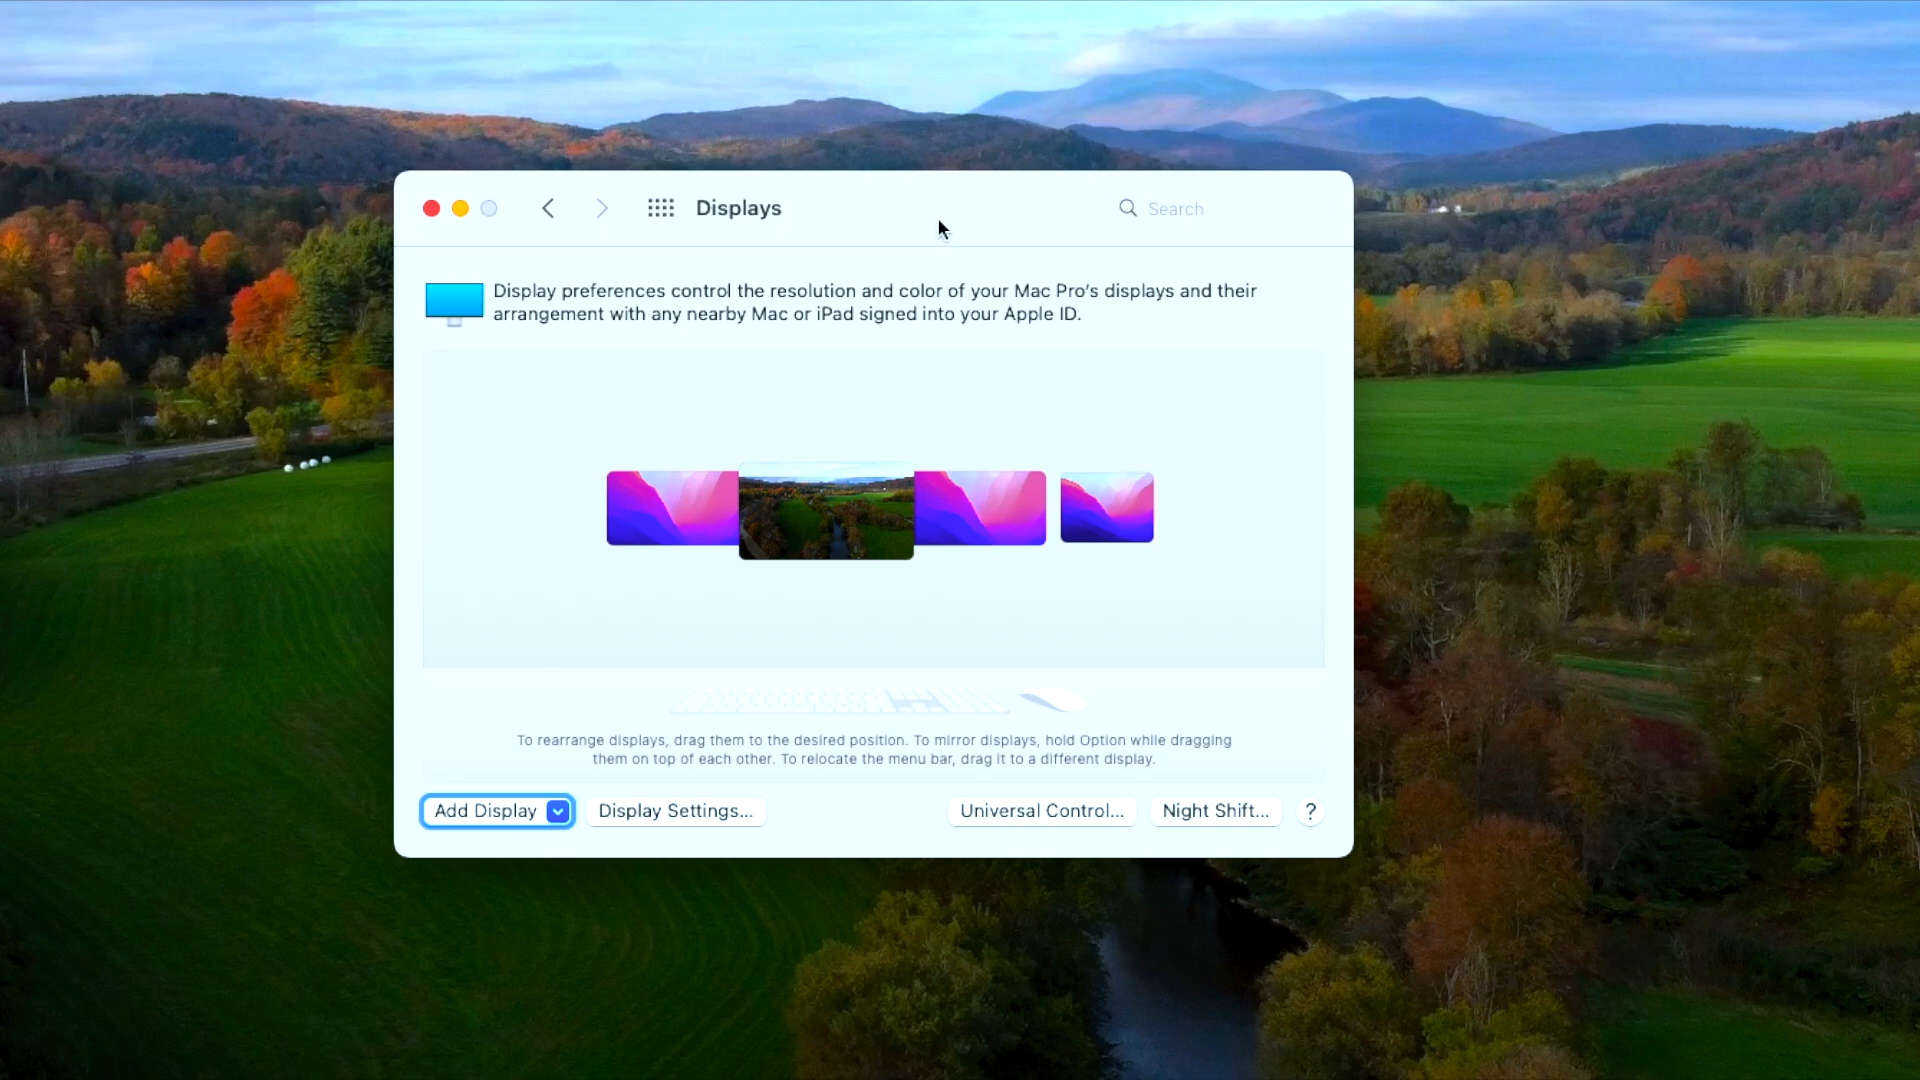 Displays
Search
Display preferences control the resolution and color of your Mac Pro's displays and their
arrangement with any nearby Mac or iPad signed into your Apple ID.
To rearrange displays, drag them to the desired position. To mirror displays, hold Option while dragging
them on top of each other. To relocate the menu bar, drag it to a different display.
Add Display
Display Settings...
Universal Control...
Night Shift...
?